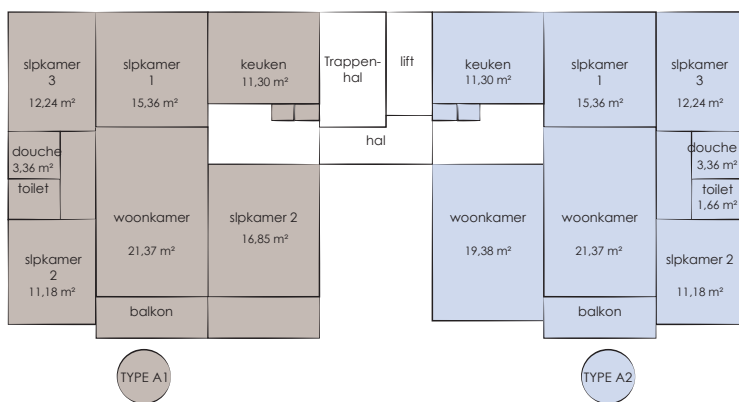 slpkamer
3
12,24 m²
slpkamer
1
15,36 m²
keuken
11,30 m²
Trappen-
hal
lift
keuken
11,30 m²
slpkamer
1
15,36 m²
slpkamer
3
12,24 m²
hal
douche
3,36 m²
toilet
woonkamer
21,37 m²
slpkamer 2
16,85 m²
woonkamer
19,38 m²
woonkamer
21,37 m²
douche
3,36 m²
toilet
1,66 m²
slpkamer
2
11,18 m²
slpkamer 2
11,18 m²
balkon
balkon
TYPE A1
TYPE A2